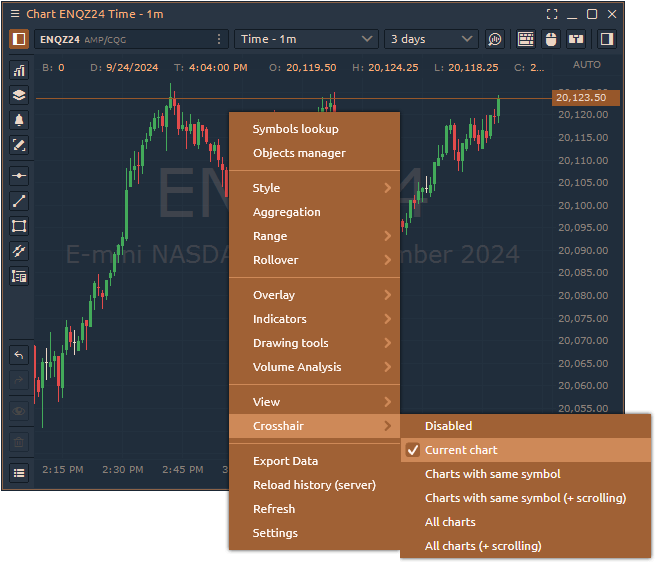 Chart ENQZ24 Time - 1m
ENQZ24 AMP/CQG
Time - 1m
3 days
B: 0 D: 9/24/2024 T: 4:04:00 PM O: 20,119.50 H: 20,124.25 L: 20,118.25 C: 2...
AUTO
20,123.50
20,120.00
20,115.00
20,110.00
20,105.00
20,100.00
20,095.00
20,090.00
20,085.00
20,080.00
20,075.00
20,070.00
20,065.00
20,060.00
20,055.00
E-mini NASDA
mber 2024
2:15 PM 2:30 PM 2:45 PM 3
Symbols lookup
Objects manager
Style
Aggregation
Range
Rollover
Overlay
Indicators
Drawing tools
Volume Analysis
View
Crosshair
Export Data
Reload history (server)
Refresh
Settings
Disabled
Current chart
Charts with same symbol
Charts with same symbol (+ scrolling)
All charts
All charts (+ scrolling)